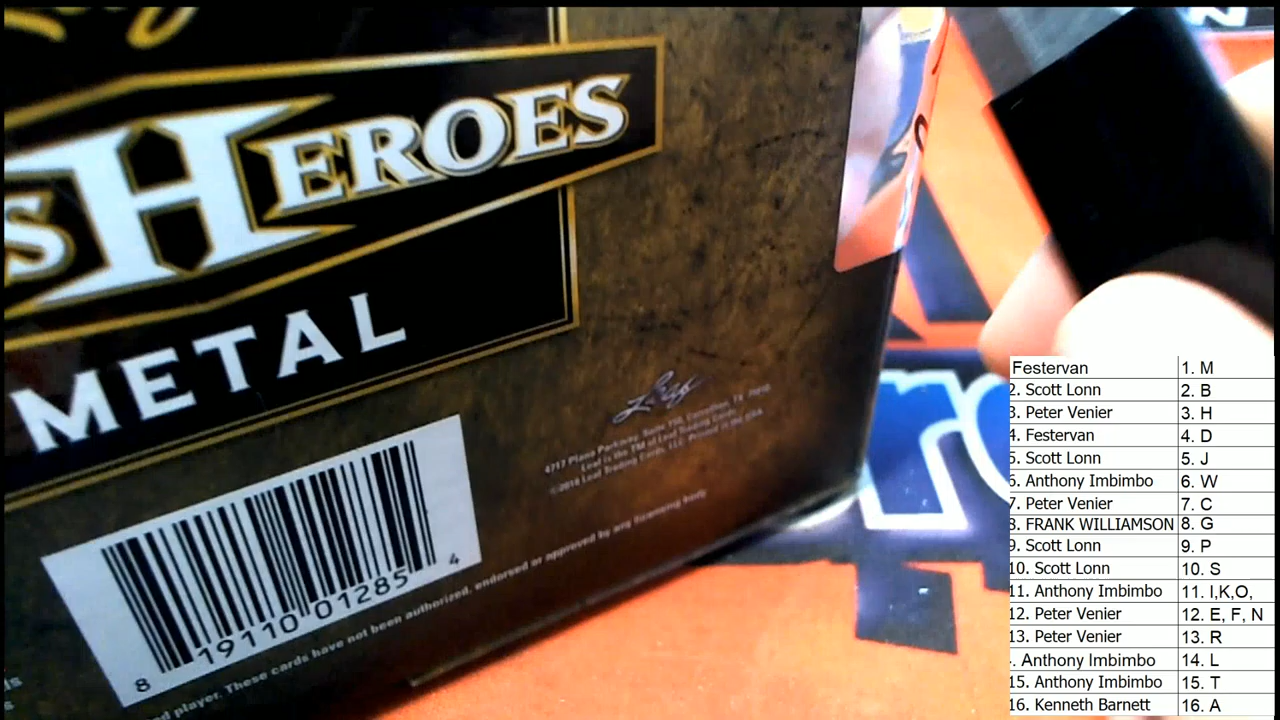 sHEROES
METAL
Leaf
4717 Plano Parkway, Suite 150, Carrollton, TX 75010
Leaf is the TM of Leaf Trading Cards,
©2018 Leaf Trading Cards, LLC. Printed in the USA
8 19110 01285 4
d player. These cards have not been authorized, endorsed or approved by any licensing body
Festervan 1. M
2. Scott Lonn 2. B
3. Peter Venier 3. H
4. Festervan 4. D
5. Scott Lonn 5. J
6. Anthony Imbimbo 6. W
7. Peter Venier 7. C
8. FRANK WILLIAMSON 8. G
9. Scott Lonn 9. P
10. Scott Lonn 10. S
11. Anthony Imbimbo 11. I,K,O,
12. Peter Venier 12. E, F, N
13. Peter Venier 13. R
. Anthony Imbimbo 14. L
15. Anthony Imbimbo 15. T
16. Kenneth Barnett 16. A